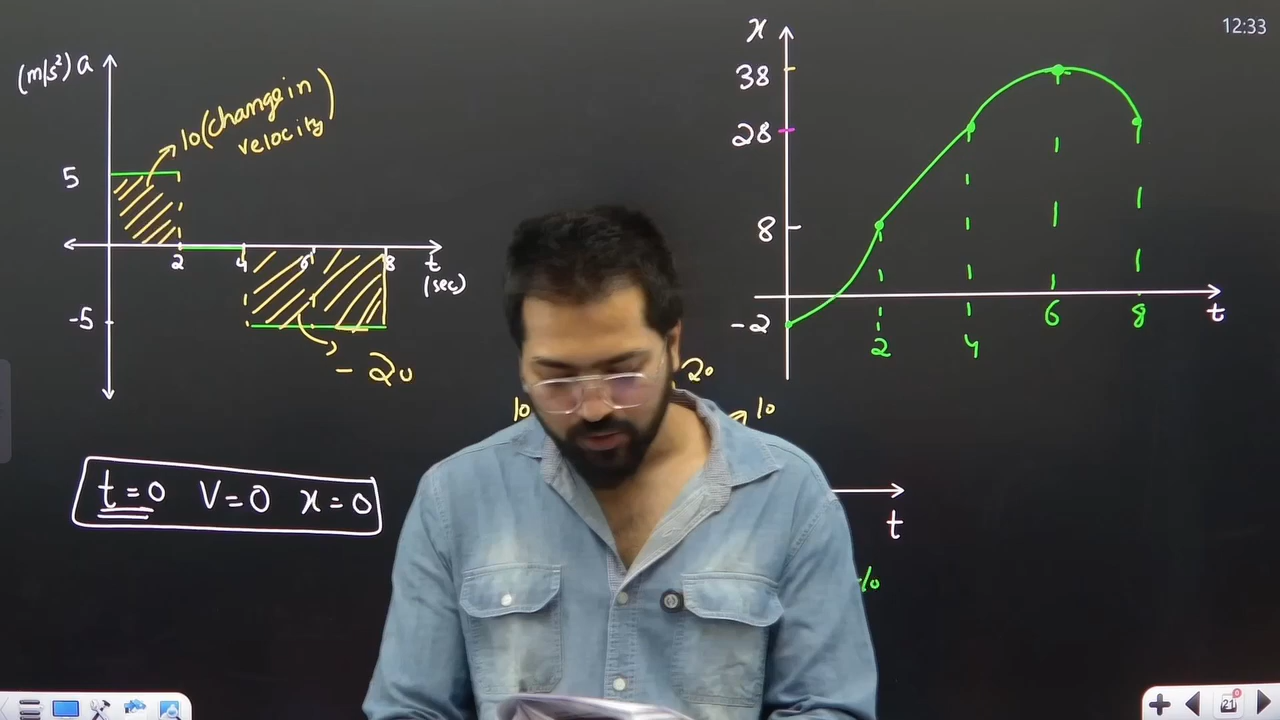 12:33
(m/s²) a
10 (change in velocity)
5
2
4
6
8
t
(sec)
-5
- 20
t=0 V=0 x=0
x
38
28
8
-2
2
4
6
8
t
10
20
10
t
-10
21